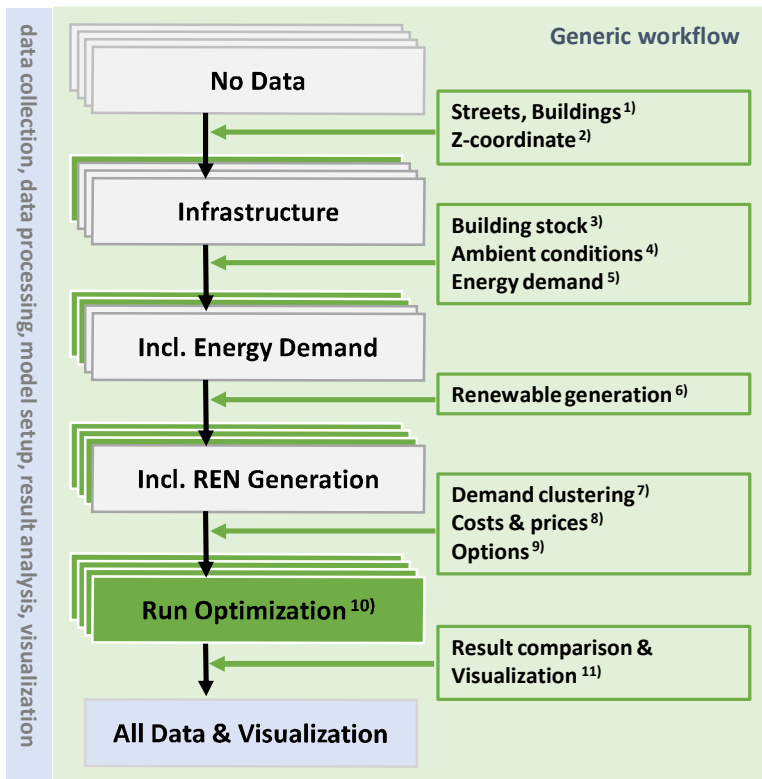 data collection, data processing, model setup, result analysis, visualization
Generic workflow
No Data
Streets, Buildings 1)
Z-coordinate 2)
Infrastructure
Building stock 3)
Ambient conditions 4)
Energy demand 5)
Incl. Energy Demand
Renewable generation 6)
Incl. REN Generation
Demand clustering 7)
Costs & prices 8)
Options 9)
Run Optimization 10)
Result comparison &
Visualization 11)
All Data & Visualization